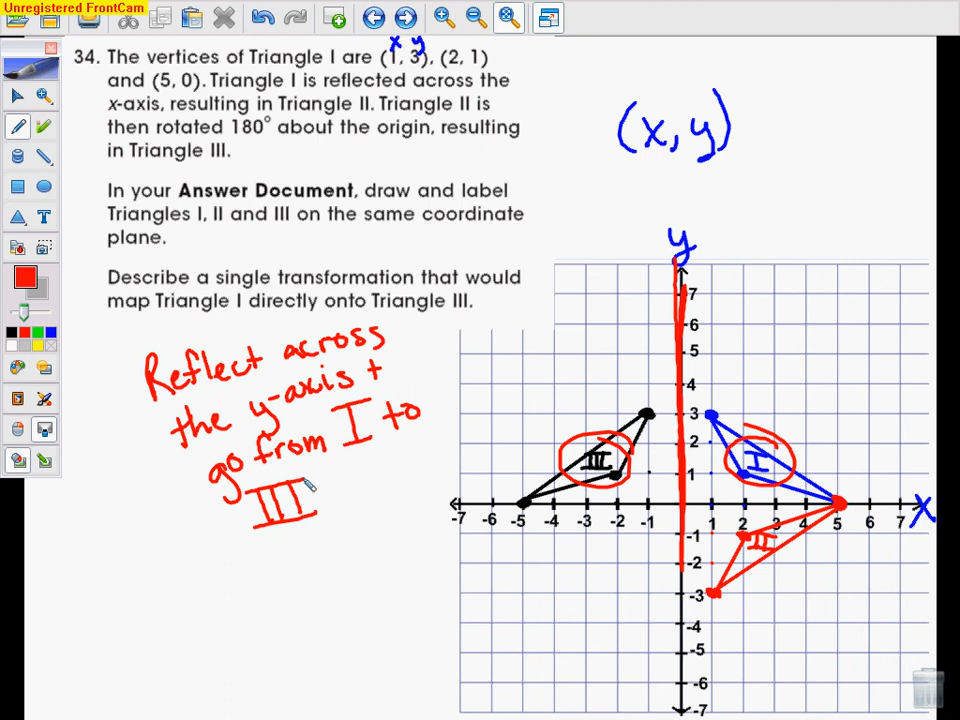 Unregistered FrontCam
x y
34. The vertices of Triangle I are (1, 3), (2, 1)
and (5, 0). Triangle I is reflected across the
x-axis, resulting in Triangle II. Triangle II is
then rotated 180° about the origin, resulting
in Triangle III.
In your Answer Document, draw and label
Triangles I, II and III on the same coordinate
plane.
Describe a single transformation that would
map Triangle I directly onto Triangle III.
(x, y)
Reflect across
the y-axis t
go from I to
III
y
7
6
5
4
3
2
1
III
I
-7 -6 -5 -4 -3 -2 -1 1 2 3 4 5 6 7
X
II
-1
-2
-3
-4
-5
-6
-7
T